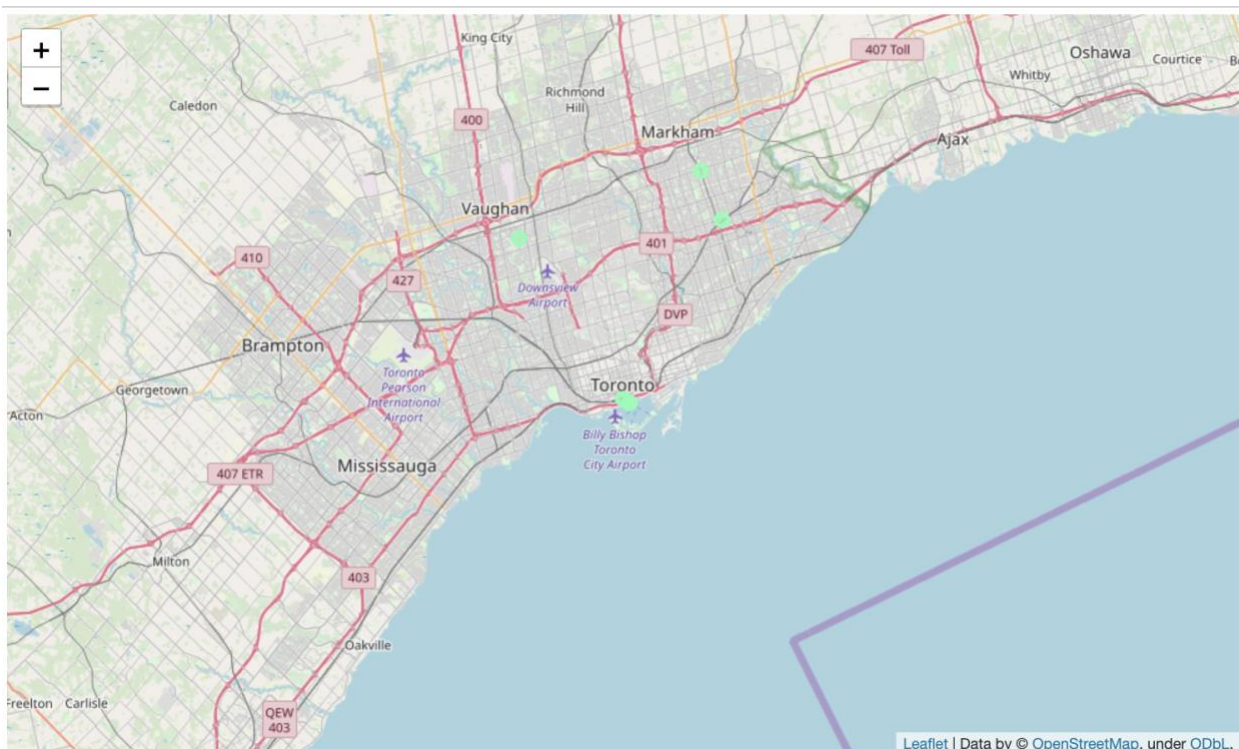 +
−
King City
407 Toll
Oshawa
Courtice
Whitby
Caledon
Richmond
Hill
400
Markham
Ajax
Vaughan
401
410
427
Downsview
Airport
DVP
Brampton
Toronto
Pearson
International
Airport
Georgetown
Toronto
Acton
Billy Bishop
Toronto
City Airport
Mississauga
407 ETR
Milton
403
Oakville
Freelton
Carlisle
QEW
403
Leaflet | Data by © OpenStreetMap, under ODbL.